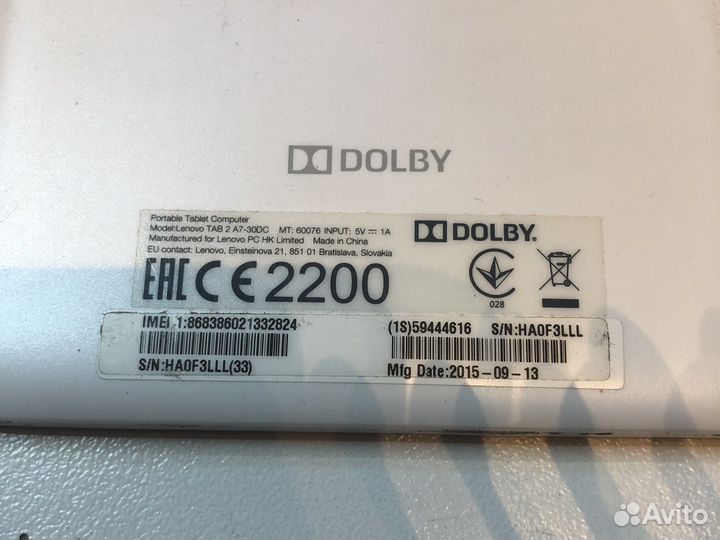 DOLBY
Portable Tablet Computer
Model:Lenovo TAB 2 A7-30DC MT: 60076 INPUT: 5V⎓1A
Manufactured for Lenovo PC HK Limited Made in China
EU contact: Lenovo, Einsteinova 21, 851 01 Bratislava, Slovakia
DOLBY.
EAC CE2200
028
IMEI 1:868386021332824
(1S)59444616 S/N:HA0F3LLL
S/N:HA0F3LLL(33)
Mfg Date:2015-09-13
Avito